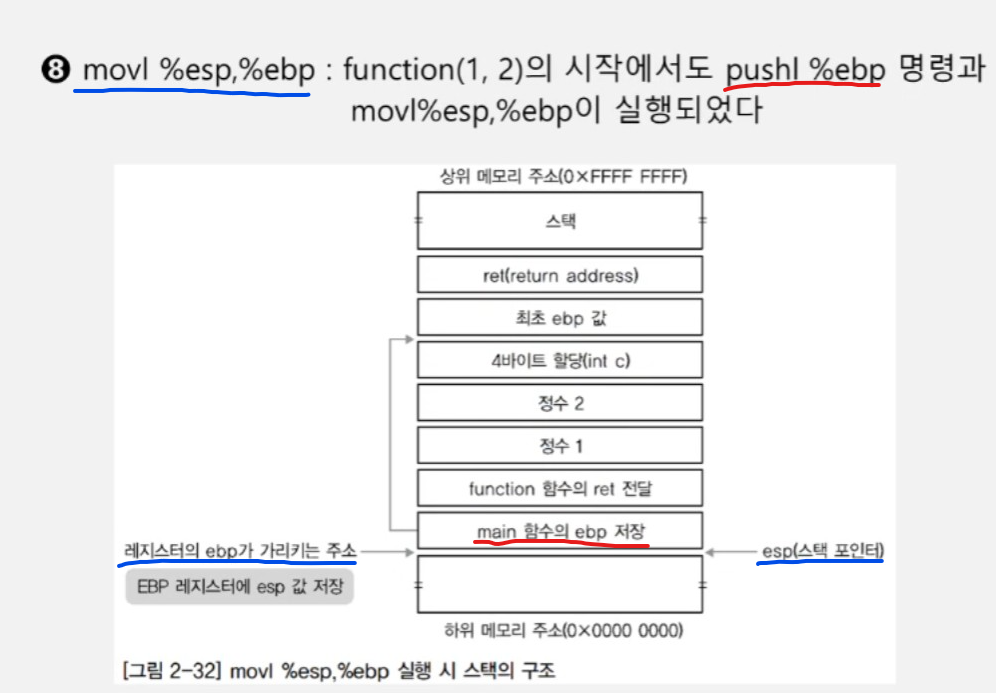 ❽ movl %esp,%ebp : function(1, 2)의 시작에서도 pushl %ebp 명령과
movl%esp,%ebp이 실행되었다
상위 메모리 주소(0×FFFF FFFF)
스택
ret(return address)
최초 ebp 값
4바이트 할당(int c)
정수 2
정수 1
function 함수의 ret 전달
main 함수의 ebp 저장
레지스터의 ebp가 가리키는 주소
esp(스택 포인터)
EBP 레지스터에 esp 값 저장
하위 메모리 주소(0×0000 0000)
[그림 2-32] movl %esp,%ebp 실행 시 스택의 구조